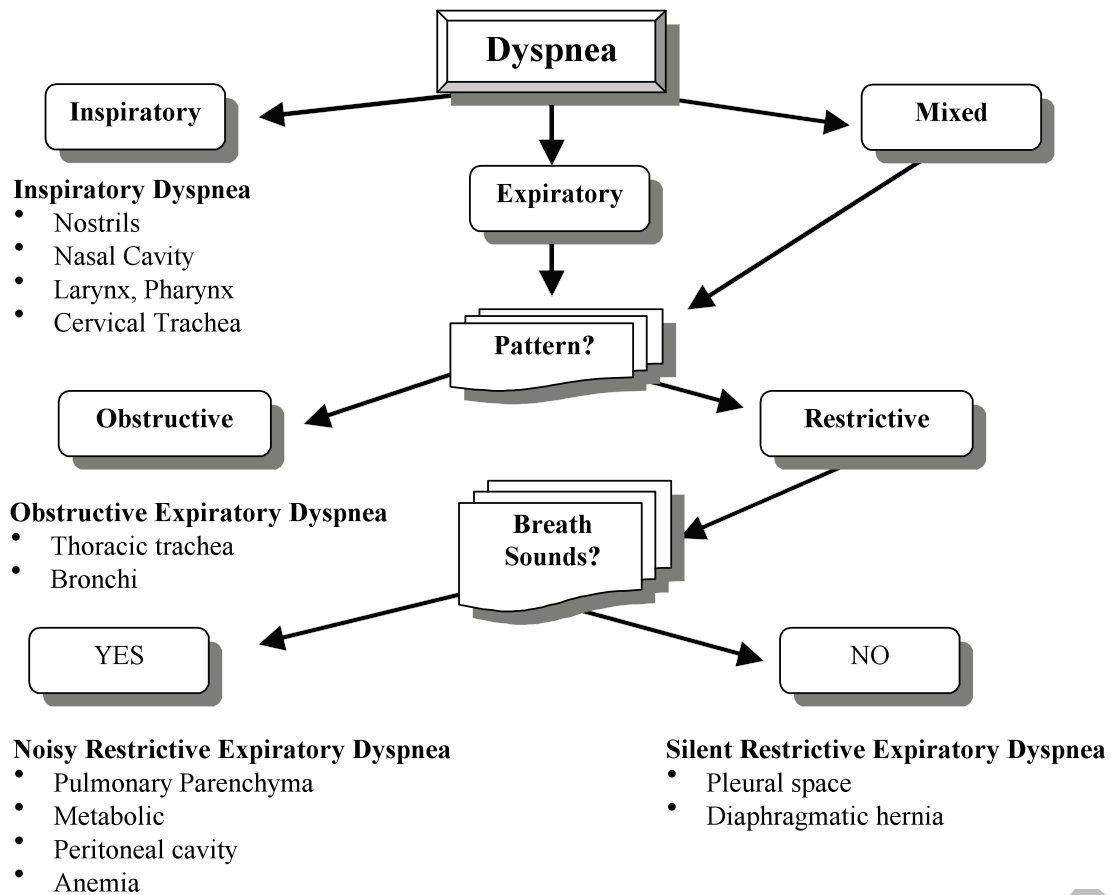 Dyspnea
Inspiratory
Mixed
Expiratory
Inspiratory Dyspnea
• Nostrils
• Nasal Cavity
• Larynx, Pharynx
• Cervical Trachea
Pattern?
Obstructive
Restrictive
Obstructive Expiratory Dyspnea
• Thoracic trachea
• Bronchi
Breath
Sounds?
YES
NO
Noisy Restrictive Expiratory Dyspnea
• Pulmonary Parenchyma
• Metabolic
• Peritoneal cavity
• Anemia
Silent Restrictive Expiratory Dyspnea
• Pleural space
• Diaphragmatic hernia